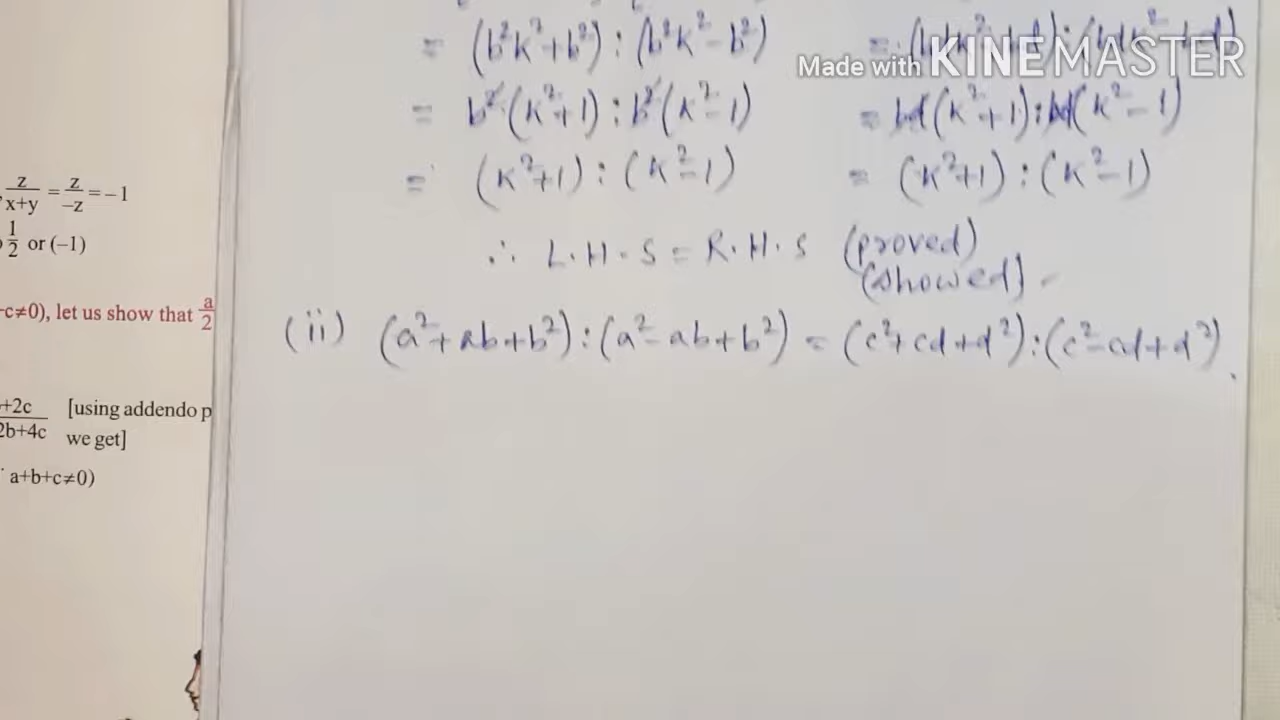 = (b²k²+b²) : (b²k²-b²)
Made with KINEMASTER
= b²(k²+1) : b²(k²-1) = bd(k²+1) : bd(k²-1)
= (k²+1) : (k²-1) = (k²+1) : (k²-1)
∴ L.H.S = R.H.S (proved)
(showed)
(ii) (a²+ab+b²) : (a²-ab+b²) = (c²+cd+d²) : (c²-cd+d²).
z/x+y = z/-z = -1
1/2 or (-1)
c≠0), let us show that a/2
+2c/2b+4c [using addendo p
we get]
a+b+c≠0)